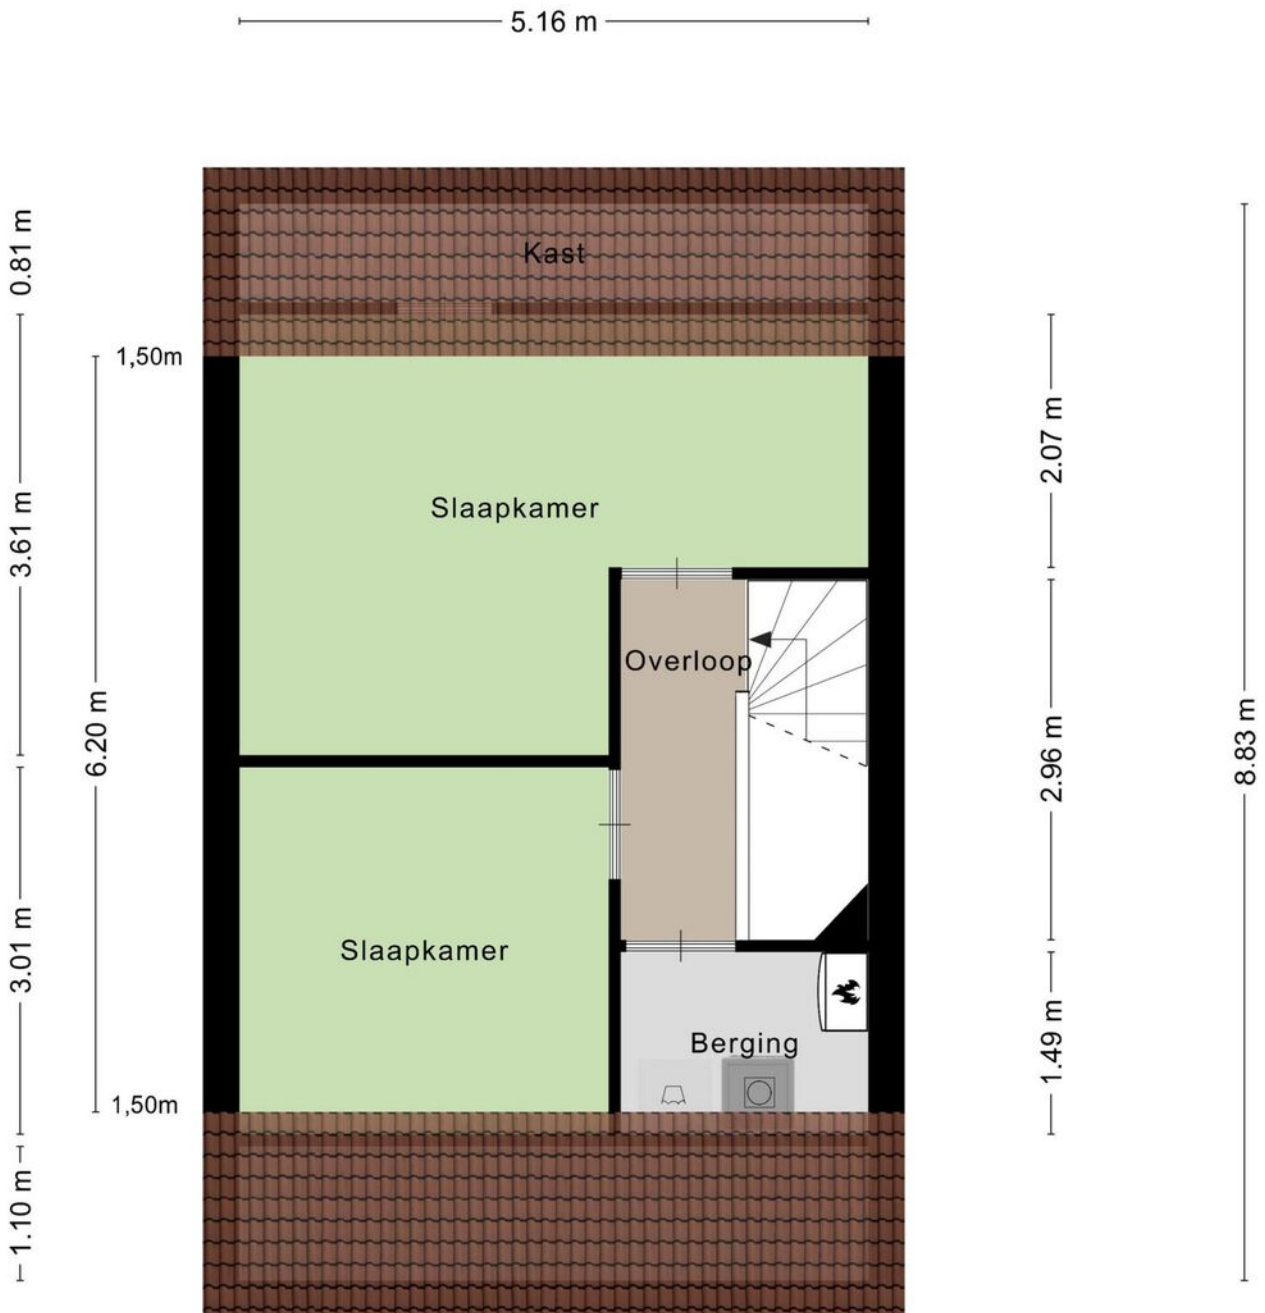 5.16 m
0.81 m
Kast
1,50m
2.07 m
3.61 m
Slaapkamer
Overloop
6.20 m
2.96 m
8.83 m
3.01 m
Slaapkamer
Berging
1.49 m
1,50m
1.10 m